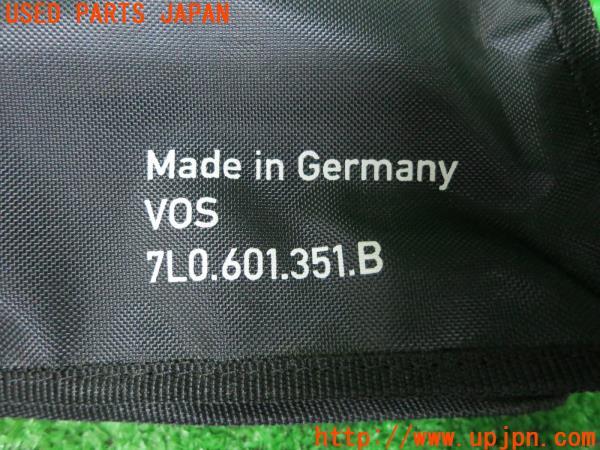 USED PARTS JAPAN
Made in Germany
VOS
7L0.601.351.B
http://www.upjpn.com